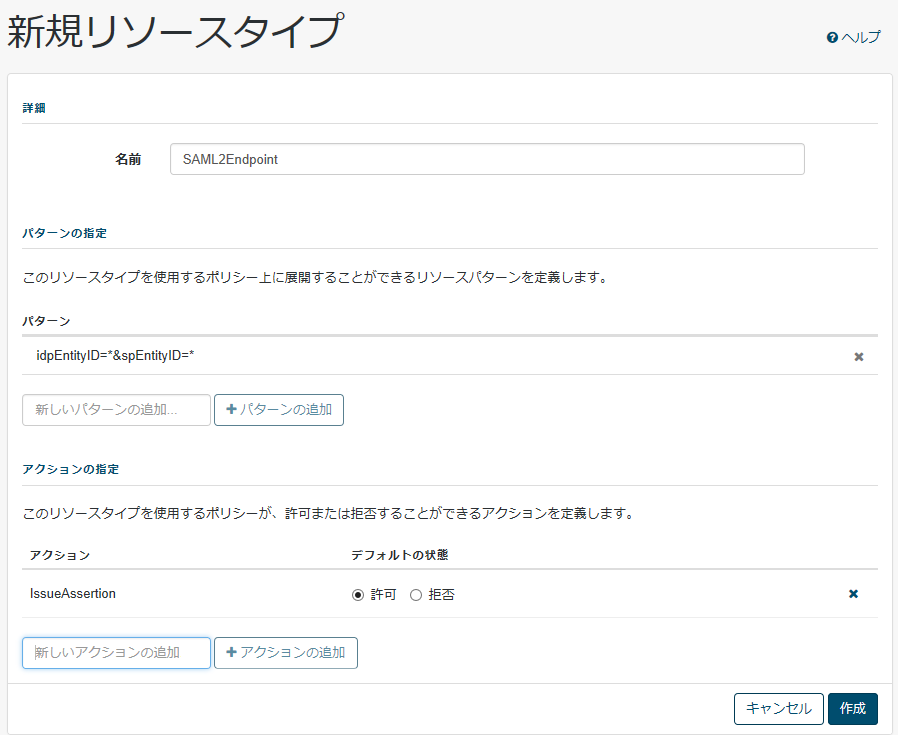 新規リソースタイプ
ヘルプ
詳細
名前
SAML2Endpoint
パターンの指定
このリソースタイプを使用するポリシー上に展開することができるリソースパターンを定義します。
パターン
idpEntityID=*&spEntityID=*
新しいパターンの追加...
パターンの追加
アクションの指定
このリソースタイプを使用するポリシーが、許可または拒否することができるアクションを定義します。
アクション デフォルトの状態
IssueAssertion 許可 拒否
新しいアクションの追加
アクションの追加
キャンセル 作成